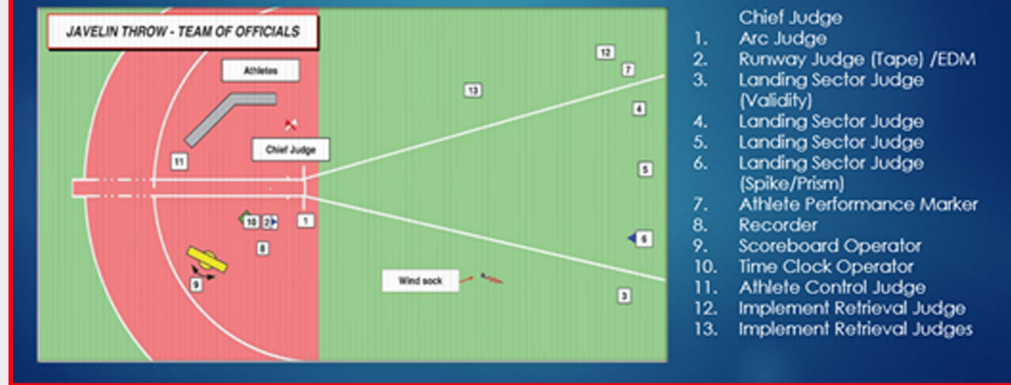 JAVELIN THROW - TEAM OF OFFICIALS
Athletes
12
7
13
4
Chief Judge
11
5
10 2
1
8
6
9
Wind sock
3
Chief Judge
1. Arc Judge
2. Runway Judge (Tape) /EDM
3. Landing Sector Judge
(Validity)
4. Landing Sector Judge
5. Landing Sector Judge
6. Landing Sector Judge
(Spike/Prism)
7. Athlete Performance Marker
8. Recorder
9. Scoreboard Operator
10. Time Clock Operator
11. Athlete Control Judge
12. Implement Retrieval Judge
13. Implement Retrieval Judges